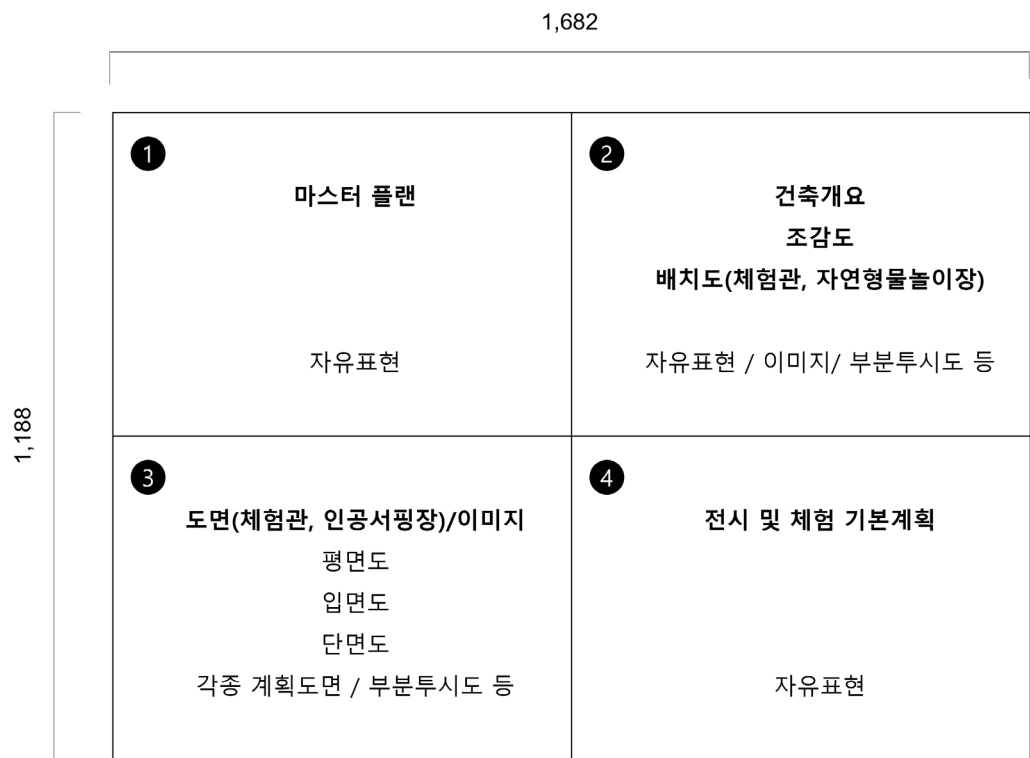 1,682
1,188
1
마스터 플랜
자유표현
2
건축개요
조감도
배치도(체험관, 자연형물놀이장)
자유표현 / 이미지/ 부분투시도 등
3
도면(체험관, 인공서핑장)/이미지
평면도
입면도
단면도
각종 계획도면 / 부분투시도 등
4
전시 및 체험 기본계획
자유표현